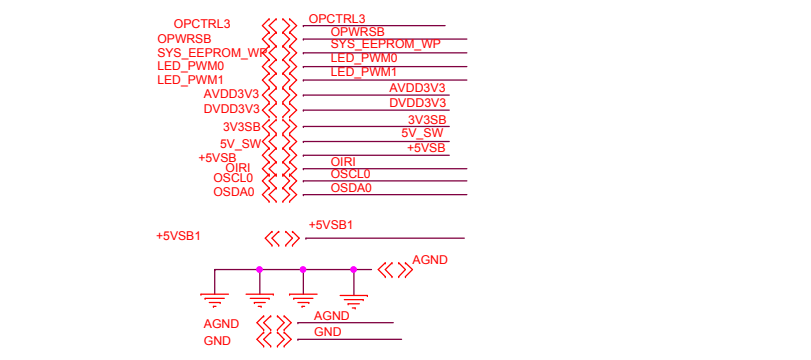 OPCTRL3 OPCTRL3
OPWRSB OPWRSB
SYS_EEPROM_WP SYS_EEPROM_WP
LED_PWM0 LED_PWM0
LED_PWM1 LED_PWM1
AVDD3V3 AVDD3V3
DVDD3V3 DVDD3V3
3V3SB 3V3SB
5V_SW 5V_SW
+5VSB +5VSB
OIRI OIRI
OSCL0 OSCL0
OSDA0 OSDA0
+5VSB1 +5VSB1
AGND
AGND AGND
GND GND